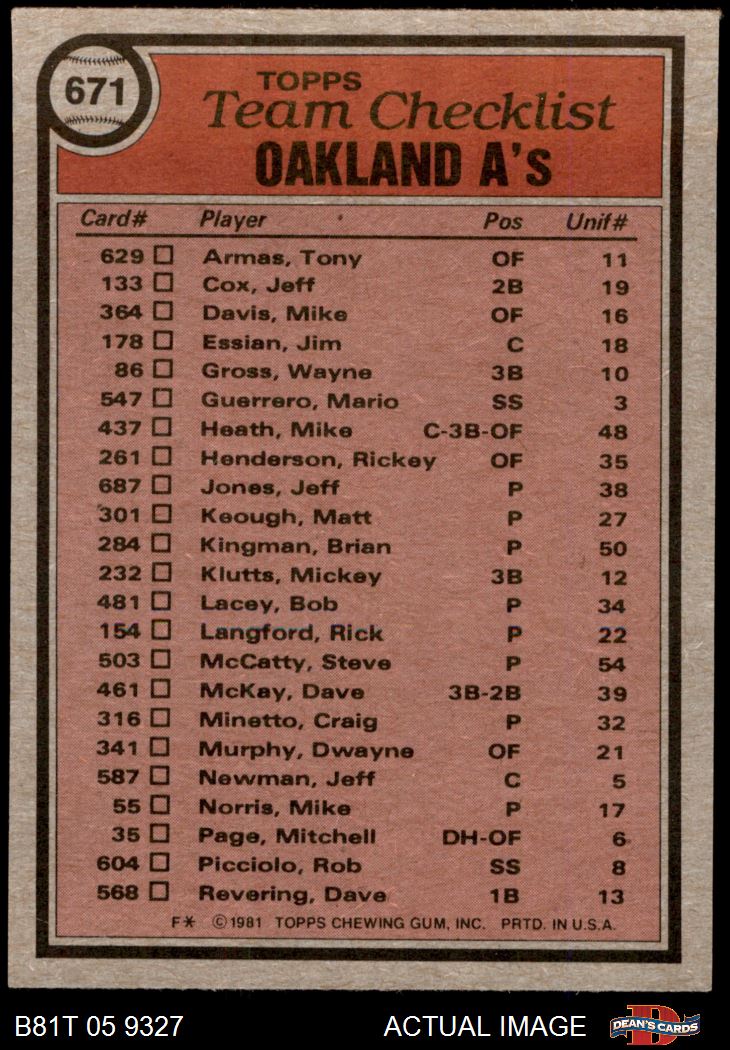 671
TOPPS
Team Checklist
OAKLAND A's
Card# Player Pos Unif#
629 Armas, Tony OF 11
133 Cox, Jeff 2B 19
364 Davis, Mike OF 16
178 Essian, Jim C 18
86 Gross, Wayne 3B 10
547 Guerrero, Mario SS 3
437 Heath, Mike C-3B-OF 48
261 Henderson, Rickey OF 35
687 Jones, Jeff P 38
301 Keough, Matt P 27
284 Kingman, Brian P 50
232 Klutts, Mickey 3B 12
481 Lacey, Bob P 34
154 Langford, Rick P 22
503 McCatty, Steve P 54
461 McKay, Dave 3B-2B 39
316 Minetto, Craig P 32
341 Murphy, Dwayne OF 21
587 Newman, Jeff C 5
55 Norris, Mike P 17
35 Page, Mitchell DH-OF 6
604 Picciolo, Rob SS 8
568 Revering, Dave 1B 13
F* ©1981 TOPPS CHEWING GUM, INC. PRTD. IN U.S.A.
B81T 05 9327 ACTUAL IMAGE DEAN'S CARDS